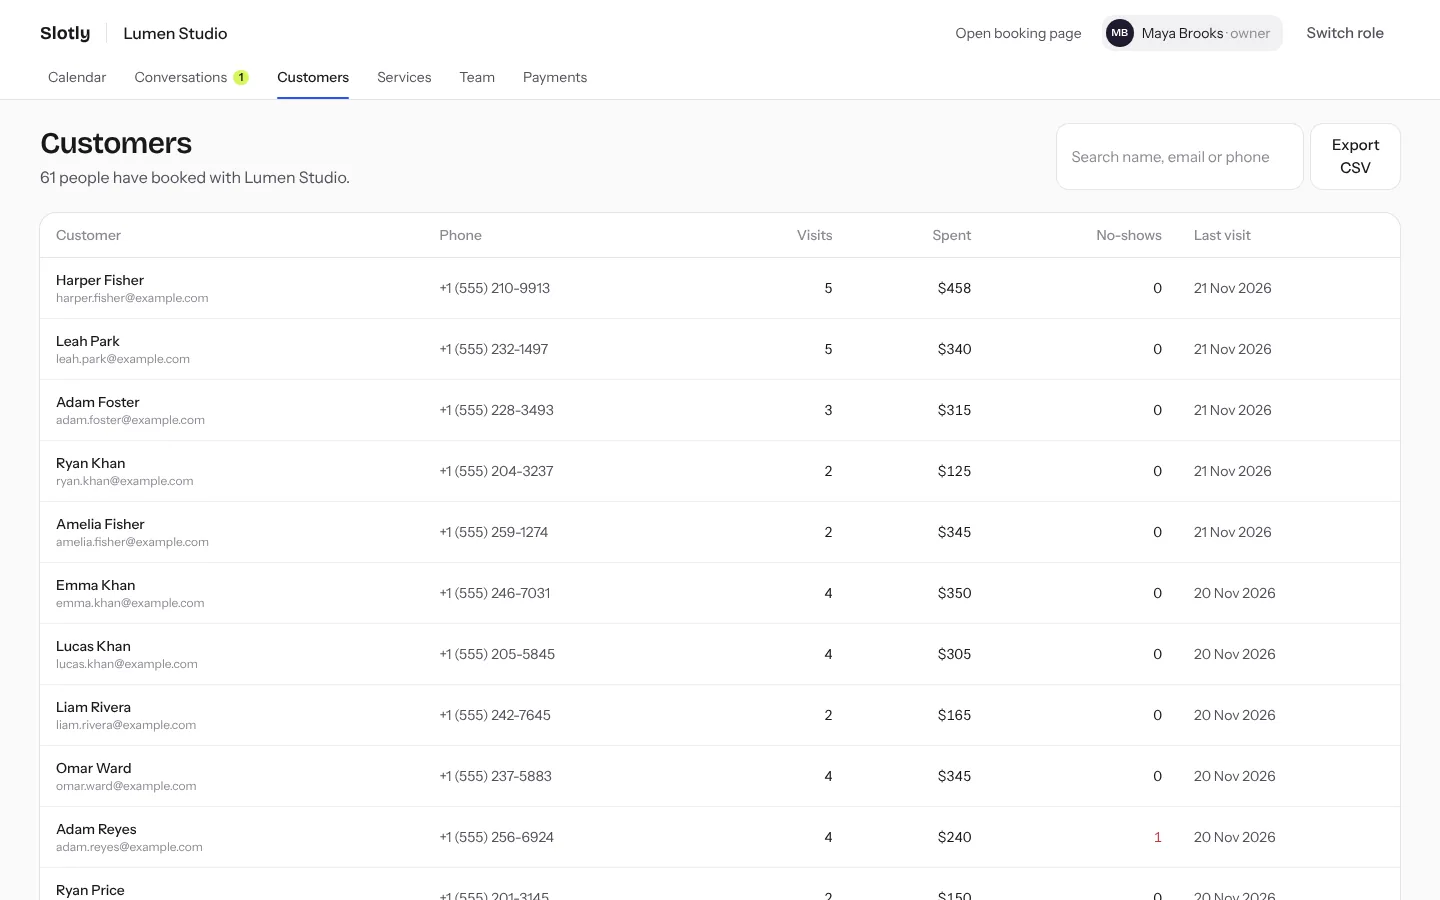 Slotly
Lumen Studio
Open booking page
MB Maya Brooks · owner
Switch role
Calendar
Conversations 1
Customers
Services
Team
Payments
Customers
61 people have booked with Lumen Studio.
Search name, email or phone
Export
CSV
Customer Phone Visits Spent No-shows Last visit
Harper Fisher
harper.fisher@example.com
+1 (555) 210-9913 5 $458 0 21 Nov 2026
Leah Park
leah.park@example.com
+1 (555) 232-1497 5 $340 0 21 Nov 2026
Adam Foster
adam.foster@example.com
+1 (555) 228-3493 3 $315 0 21 Nov 2026
Ryan Khan
ryan.khan@example.com
+1 (555) 204-3237 2 $125 0 21 Nov 2026
Amelia Fisher
amelia.fisher@example.com
+1 (555) 259-1274 2 $345 0 21 Nov 2026
Emma Khan
emma.khan@example.com
+1 (555) 246-7031 4 $350 0 20 Nov 2026
Lucas Khan
lucas.khan@example.com
+1 (555) 205-5845 4 $305 0 20 Nov 2026
Liam Rivera
liam.rivera@example.com
+1 (555) 242-7645 2 $165 0 20 Nov 2026
Omar Ward
omar.ward@example.com
+1 (555) 237-5883 4 $345 0 20 Nov 2026
Adam Reyes
adam.reyes@example.com
+1 (555) 256-6924 4 $240 1 20 Nov 2026
Ryan Price
+1 (555) 201-3145 2 $150 0 20 Nov 2026